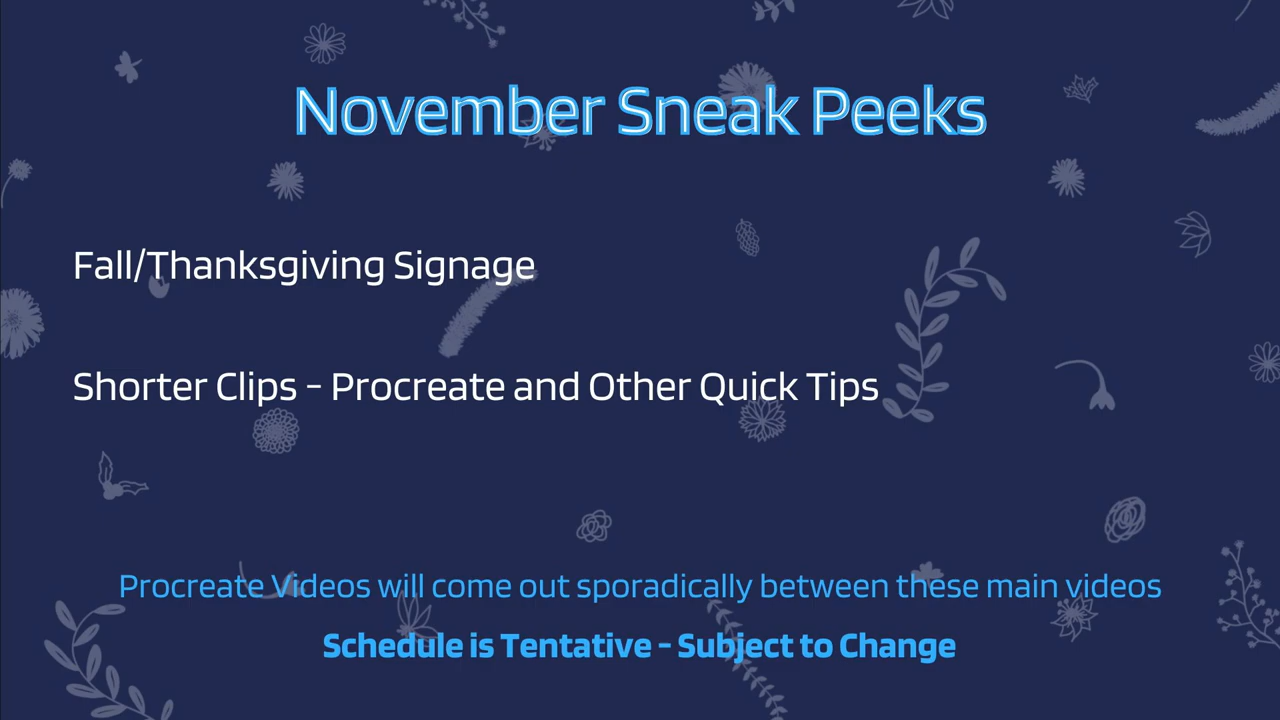 November Sneak Peeks
Fall/Thanksgiving Signage
Shorter Clips - Procreate and Other Quick Tips
Procreate Videos will come out sporadically between these main videos
Schedule is Tentative - Subject to Change